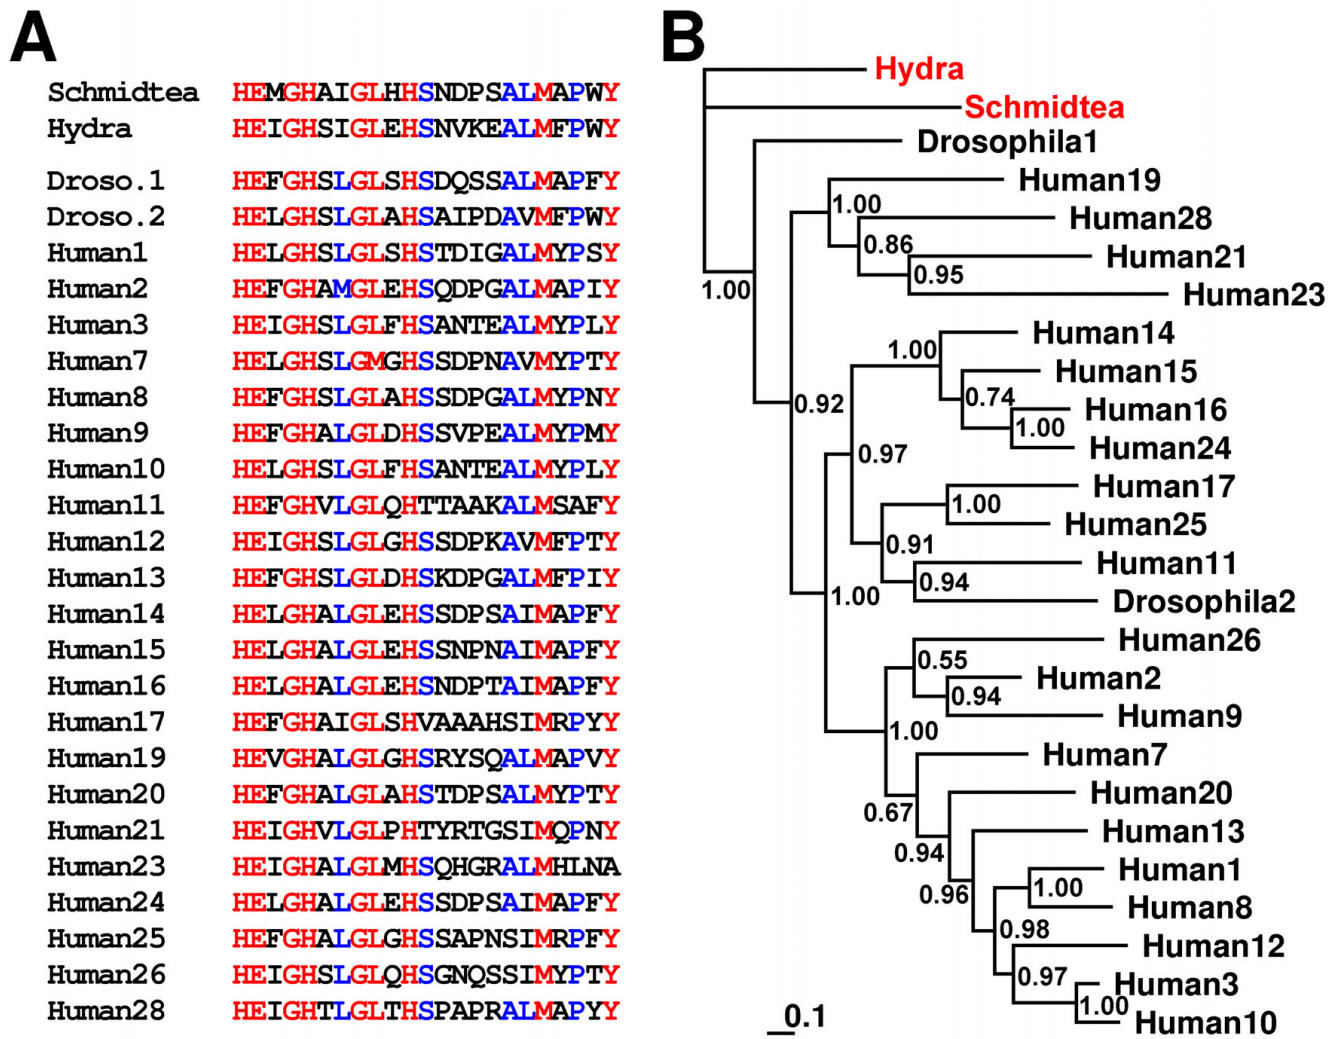 A
Schmidtea HEMGHAIGLHHSNDPSALMAPWY
Hydra HEIGHSIGLEHSNVKEALMFPWY
Droso.1 HEFGHSLGLSHSDQSSALMAPFY
Droso.2 HELGHSLGLAHSAIPDAVMFPWY
Human1 HELGHSLGLSHSTDIGALMYPSY
Human2 HEFGHAMGLEHSQDPGALMAPIY
Human3 HEIGHSLGLFHSANTEALMYPLY
Human7 HELGHSLGMGHSSDPNAVMYPTY
Human8 HEFGHSLGLAHSSDPGALMYPNY
Human9 HEFGHALGLDHSSVPEALMYPMY
Human10 HELGHSLGLFHSANTEALMYPLY
Human11 HEFGHVLGLQHTTAAKALMSAFY
Human12 HEIGHSLGLGHSSDPKAVMFPTY
Human13 HEFGHSLGLDHSKDPGALMFPIY
Human14 HELGHALGLEHSSDPSAIMAPFY
Human15 HELGHALGLEHSSNPNAIMAPFY
Human16 HELGHALGLEHSNDPTAIMAPFY
Human17 HEFGHAIGLSHVAAAHSIMRPYY
Human19 HEVGHALGLGHSRYSQALMAPVY
Human20 HEFGHALGLAHSTDPSALMYPTY
Human21 HEIGHVLGLPHTYRTGSIMQPNY
Human23 HEIGHALGLMHSQHGRALMHLNA
Human24 HELGHALGLEHSSDPSAIMAPFY
Human25 HEFGHALGLGHSSAPNSIMRPFY
Human26 HEIGHSLGLQHSGNQSSIMYPTY
Human28 HEIGHTLGLTHSPAPRALMAPYY
B
Hydra
Schmidtea
Drosophila1
Human19
1.00
Human28
0.86
Human21
0.95
1.00
Human23
Human14
1.00
Human15
0.74
0.92
Human16
1.00
Human24
0.97
Human17
1.00
Human25
0.91
Human11
0.94
1.00
Drosophila2
Human26
0.55
Human2
0.94
Human9
1.00
Human7
Human20
0.67
Human13
0.94
Human1
1.00
0.96
Human8
0.98
Human12
0.97
Human3
1.00
0.1
Human10